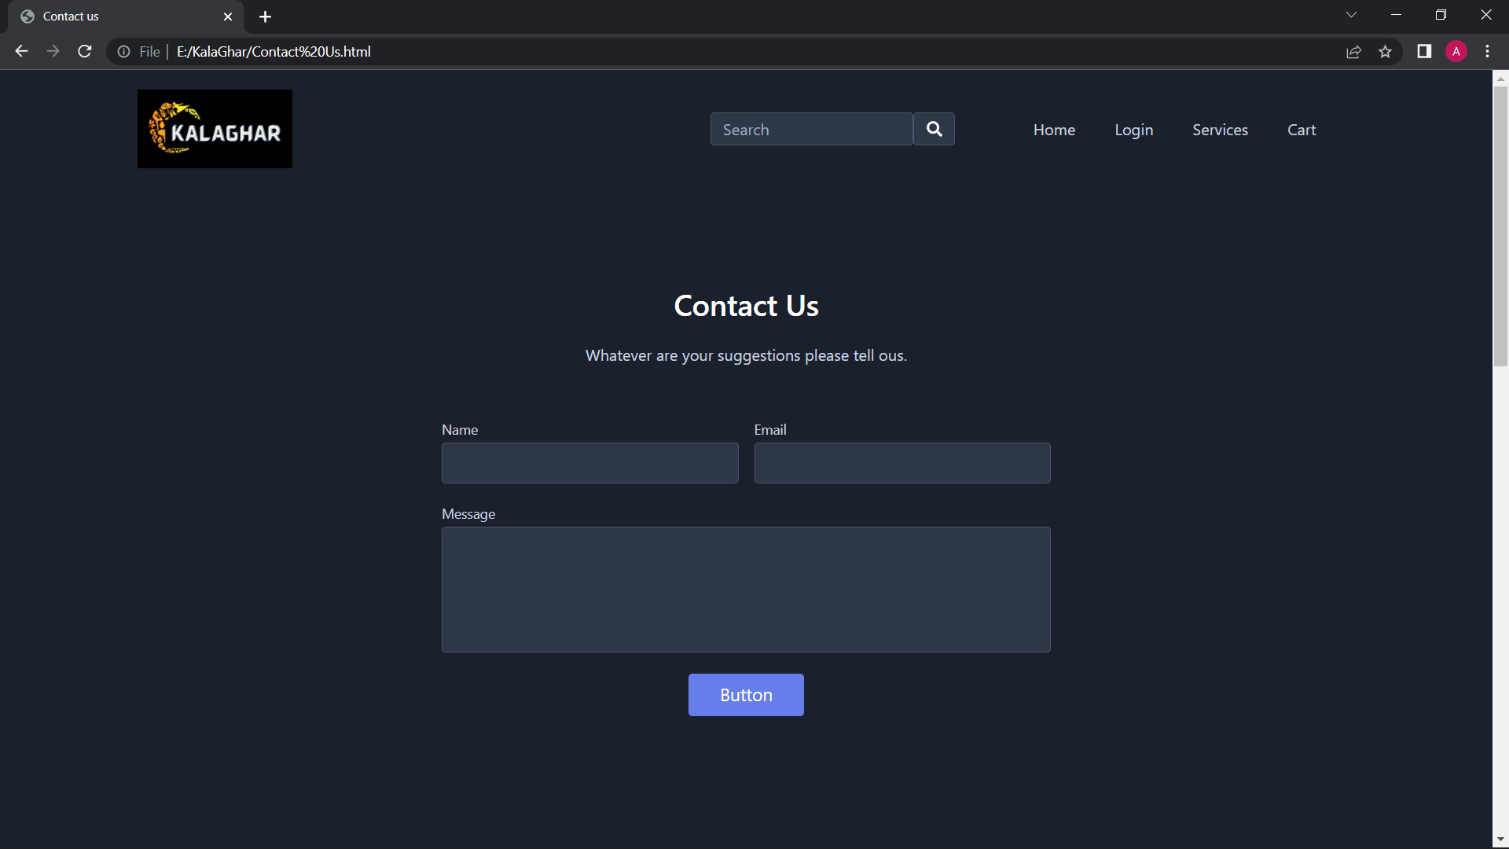 Contact us
File | E:/KalaGhar/Contact%20Us.html
A
KALAGHAR
Search
Home Login Services Cart
Contact Us
Whatever are your suggestions please tell ous.
Name Email
Message
Button